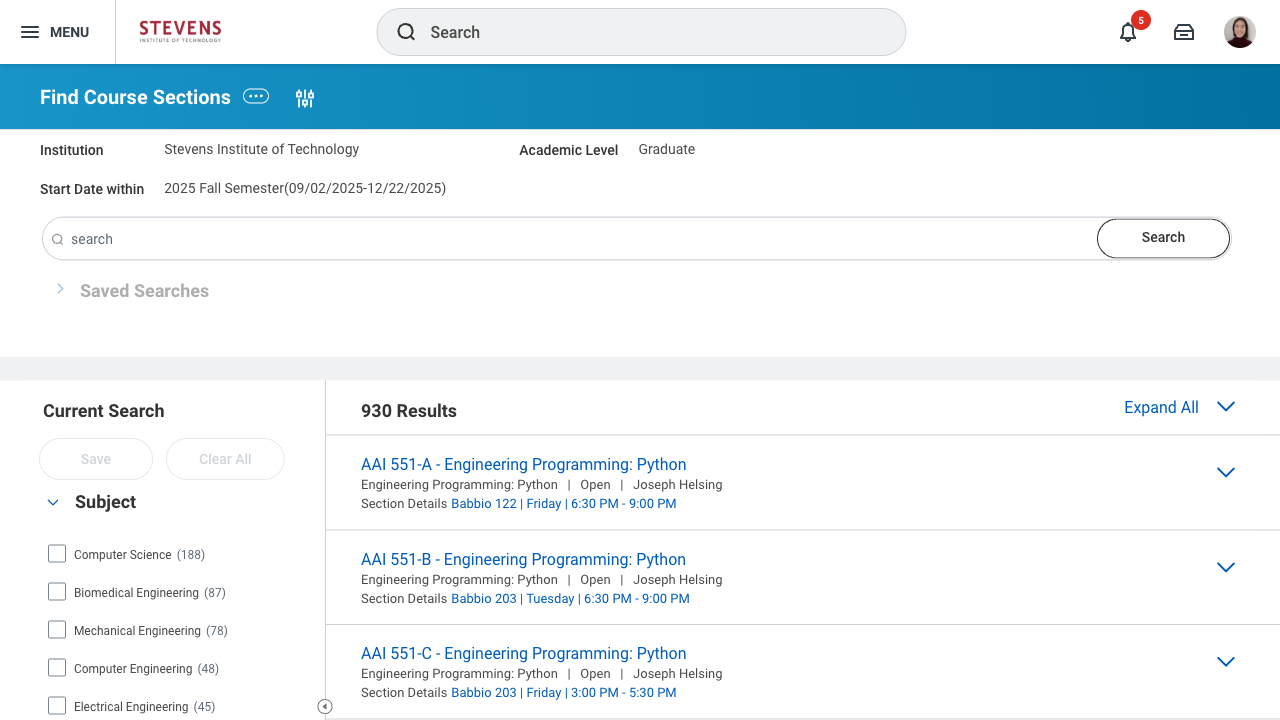 MENU
STEVENS
INSTITUTE OF TECHNOLOGY
Search
5
Find Course Sections
Institution Stevens Institute of Technology Academic Level Graduate
Start Date within 2025 Fall Semester(09/02/2025-12/22/2025)
search Search
Saved Searches
Current Search
Save Clear All
Subject
Computer Science (188)
Biomedical Engineering (87)
Mechanical Engineering (78)
Computer Engineering (48)
Electrical Engineering (45)
930 Results Expand All
AAI 551-A - Engineering Programming: Python
Engineering Programming: Python | Open | Joseph Helsing
Section Details Babbio 122 | Friday | 6:30 PM - 9:00 PM
AAI 551-B - Engineering Programming: Python
Engineering Programming: Python | Open | Joseph Helsing
Section Details Babbio 203 | Tuesday | 6:30 PM - 9:00 PM
AAI 551-C - Engineering Programming: Python
Engineering Programming: Python | Open | Joseph Helsing
Section Details Babbio 203 | Friday | 3:00 PM - 5:30 PM